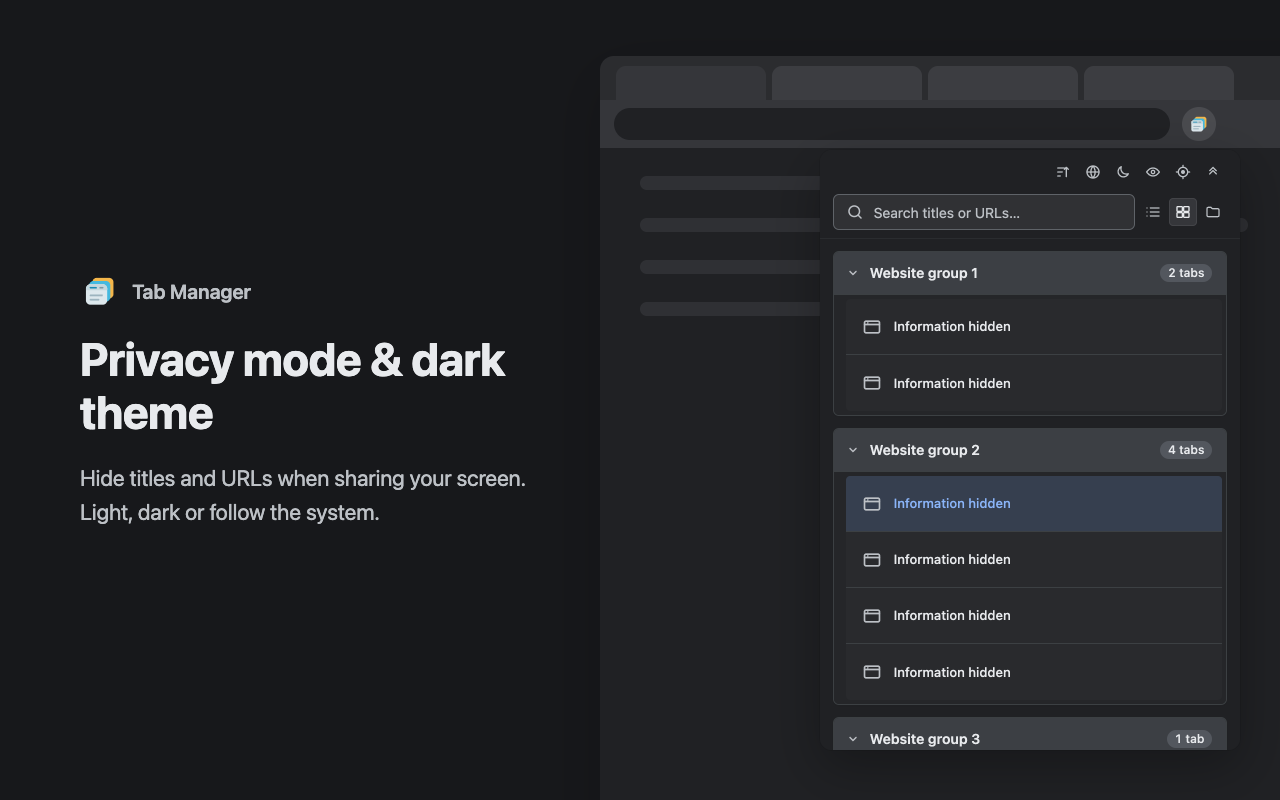 Tab Manager
Privacy mode & dark
theme
Hide titles and URLs when sharing your screen.
Light, dark or follow the system.
Search titles or URLs...
Website group 1
2 tabs
Information hidden
Information hidden
Website group 2
4 tabs
Information hidden
Information hidden
Information hidden
Information hidden
Website group 3
1 tab